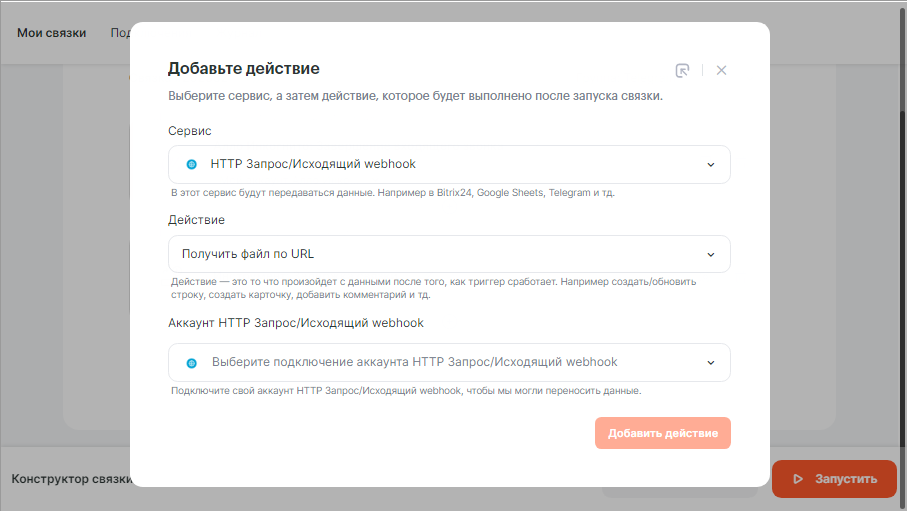 Мои связки
Добавьте действие
Выберите сервис, а затем действие, которое будет выполнено после запуска связки.
Сервис
HTTP Запрос/Исходящий webhook
В этот сервис будут передаваться данные. Например в Bitrix24, Google Sheets, Telegram и тд.
Действие
Получить файл по URL
Действие — это то что произойдет с данными после того, как триггер сработает. Например создать/обновить
строку, создать карточку, добавить комментарий и тд.
Аккаунт HTTP Запрос/Исходящий webhook
Выберите подключение аккаунта HTTP Запрос/Исходящий webhook
Подключите свой аккаунт HTTP Запрос/Исходящий webhook, чтобы мы могли переносить данные.
Добавить действие
Конструктор связки
Запустить